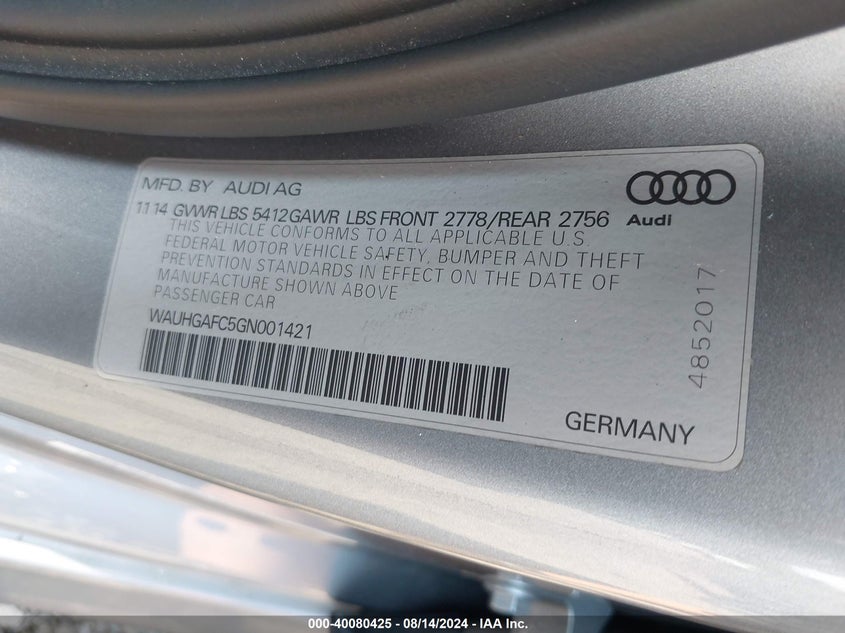 MFD. BY AUDI AG
Audi
11 14 GVWR LBS 5412 GAWR LBS FRONT 2778/REAR 2756
THIS VEHICLE CONFORMS TO ALL APPLICABLE U.S.
FEDERAL MOTOR VEHICLE SAFETY, BUMPER AND THEFT
PREVENTION STANDARDS IN EFFECT ON THE DATE OF
MANUFACTURE SHOWN ABOVE
PASSENGER CAR
WAUHGAFC5GN001421
4852017
GERMANY
000-40080425 - 08/14/2024 - IAA Inc.